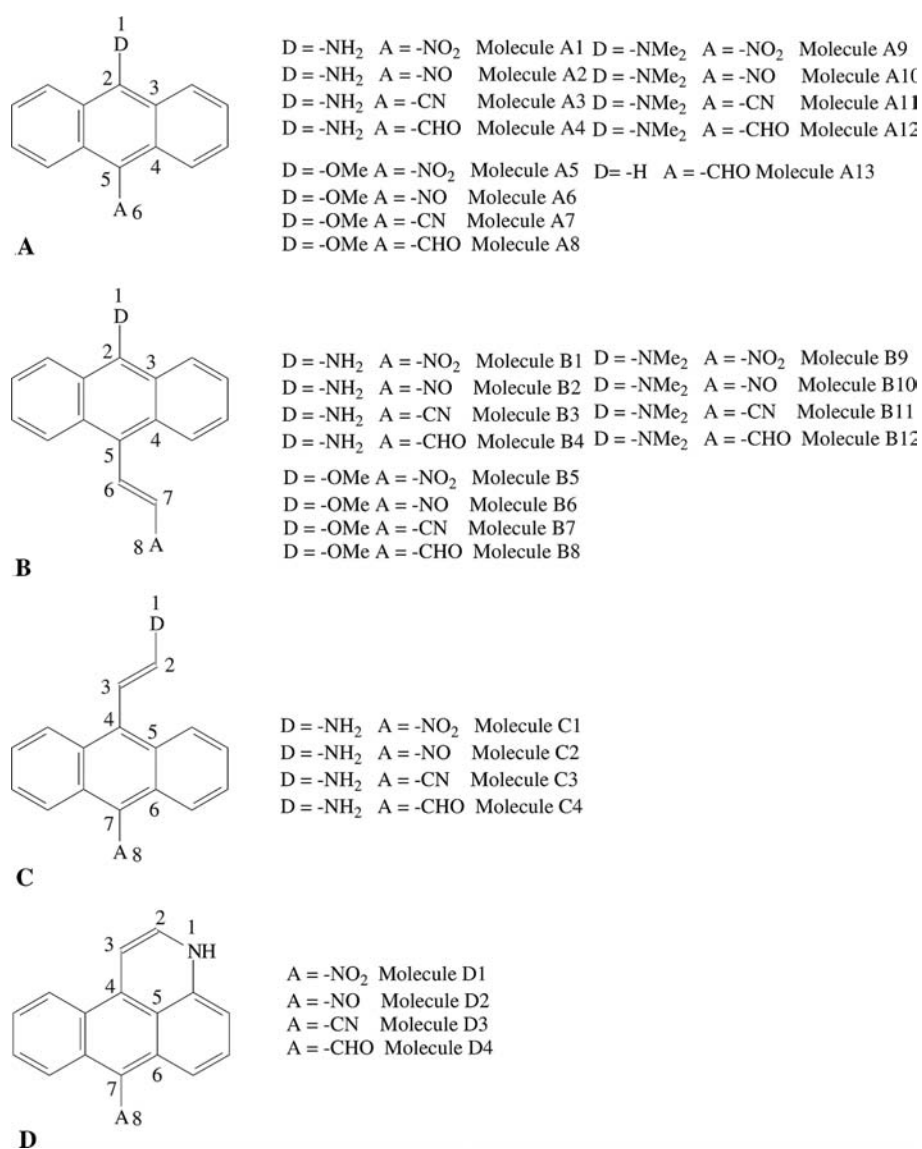 1
D
2 3
5 4
A 6
A
D = -NH₂ A = -NO₂ Molecule A1 D = -NMe₂ A = -NO₂ Molecule A9
D = -NH₂ A = -NO Molecule A2 D = -NMe₂ A = -NO Molecule A10
D = -NH₂ A = -CN Molecule A3 D = -NMe₂ A = -CN Molecule A11
D = -NH₂ A = -CHO Molecule A4 D = -NMe₂ A = -CHO Molecule A12
D = -OMe A = -NO₂ Molecule A5 D= -H A = -CHO Molecule A13
D = -OMe A = -NO Molecule A6
D = -OMe A = -CN Molecule A7
D = -OMe A = -CHO Molecule A8
1
D
2 3
4
5
6 7
8 A
B
D = -NH₂ A = -NO₂ Molecule B1 D = -NMe₂ A = -NO₂ Molecule B9
D = -NH₂ A = -NO Molecule B2 D = -NMe₂ A = -NO Molecule B10
D = -NH₂ A = -CN Molecule B3 D = -NMe₂ A = -CN Molecule B11
D = -NH₂ A = -CHO Molecule B4 D = -NMe₂ A = -CHO Molecule B12
D = -OMe A = -NO₂ Molecule B5
D = -OMe A = -NO Molecule B6
D = -OMe A = -CN Molecule B7
D = -OMe A = -CHO Molecule B8
1
D
2
3
4 5
6
7
A 8
C
D = -NH₂ A = -NO₂ Molecule C1
D = -NH₂ A = -NO Molecule C2
D = -NH₂ A = -CN Molecule C3
D = -NH₂ A = -CHO Molecule C4
2 1
3 NH
4 5
6
7
A 8
D
A = -NO₂ Molecule D1
A = -NO Molecule D2
A = -CN Molecule D3
A = -CHO Molecule D4